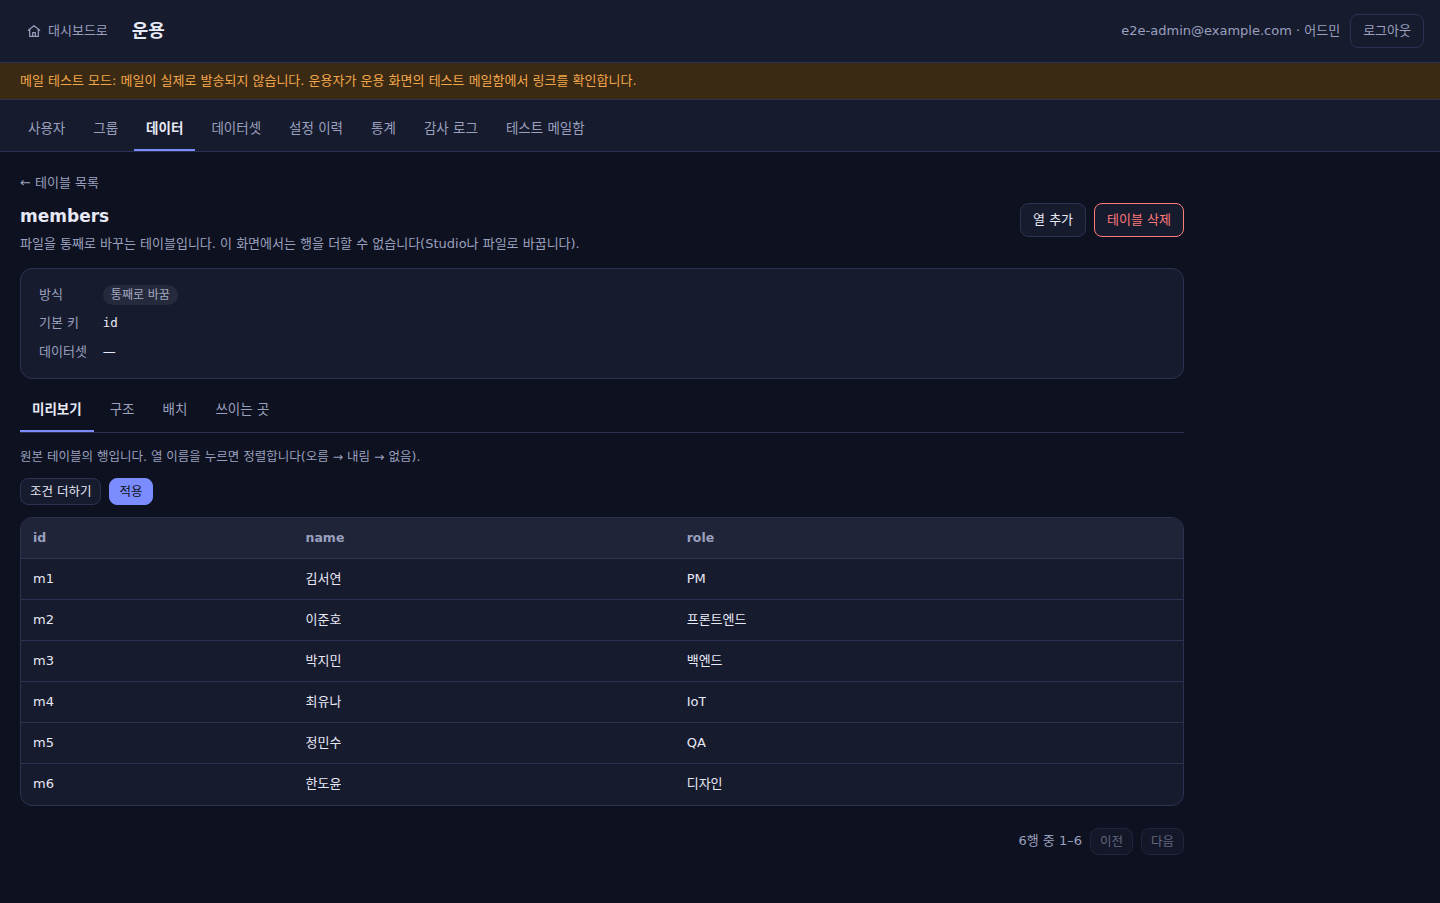 대시보드로 운용 e2e-admin@example.com · 어드민 로그아웃
메일 테스트 모드: 메일이 실제로 발송되지 않습니다. 운용자가 운용 화면의 테스트 메일함에서 링크를 확인합니다.
사용자 그룹 데이터 데이터셋 설정 이력 통계 감사 로그 테스트 메일함
← 테이블 목록
members 열 추가 테이블 삭제
파일을 통째로 바꾸는 테이블입니다. 이 화면에서는 행을 더할 수 없습니다(Studio나 파일로 바꿉니다).
방식 통째로 바꿈
기본 키 id
데이터셋 —
미리보기 구조 배치 쓰이는 곳
원본 테이블의 행입니다. 열 이름을 누르면 정렬합니다(오름 → 내림 → 없음).
조건 더하기 적용
id name role
m1 김서연 PM
m2 이준호 프론트엔드
m3 박지민 백엔드
m4 최유나 IoT
m5 정민수 QA
m6 한도윤 디자인
6행 중 1–6 이전 다음